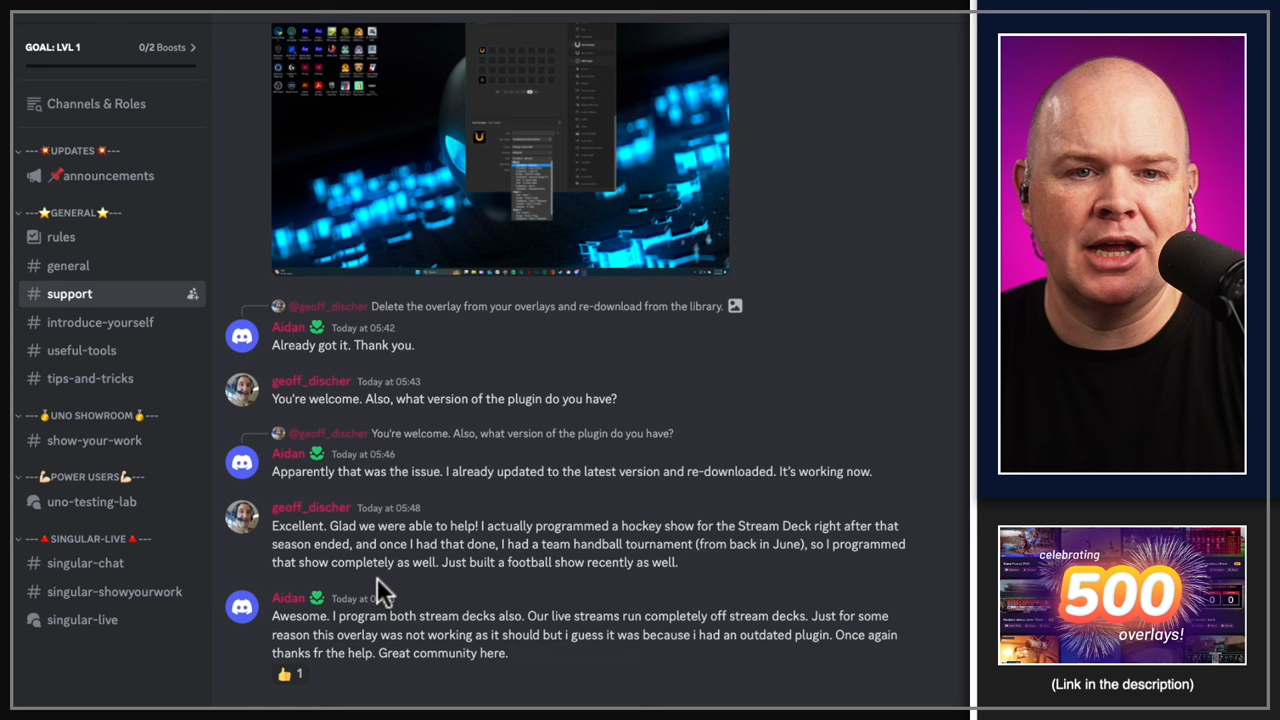 GOAL: LVL 1
0/2 Boosts >
Channels & Roles
---💥UPDATES 💥---
📌announcements
---⭐GENERAL⭐---
rules
# general
# support
# introduce-yourself
# useful-tools
# tips-and-tricks
---🥇UNO SHOWROOM🥇---
# show-your-work
---💪🏻POWER USERS💪🏻---
uno-testing-lab
---🔺SINGULAR-LIVE🔺---
# singular-chat
# singular-showyourwork
# singular-live
@geoff_discher Delete the overlay from your overlays and re-download from the library.
Aidan Today at 05:42
Already got it. Thank you.
geoff_discher Today at 05:43
You're welcome. Also, what version of the plugin do you have?
@geoff_discher You're welcome. Also, what version of the plugin do you have?
Aidan Today at 05:46
Apparently that was the issue. I already updated to the latest version and re-downloaded. It's working now.
geoff_discher Today at 05:48
Excellent. Glad we were able to help! I actually programmed a hockey show for the Stream Deck right after that
season ended, and once I had that done, I had a team handball tournament (from back in June), so I programmed
that show completely as well. Just built a football show recently as well.
Aidan Today at
Awesome. I program both stream decks also. Our live streams run completely off stream decks. Just for some
reason this overlay was not working as it should but i guess it was because i had an outdated plugin. Once again
thanks fr the help. Great community here.
👍 1
celebrating
500
overlays!
(Link in the description)